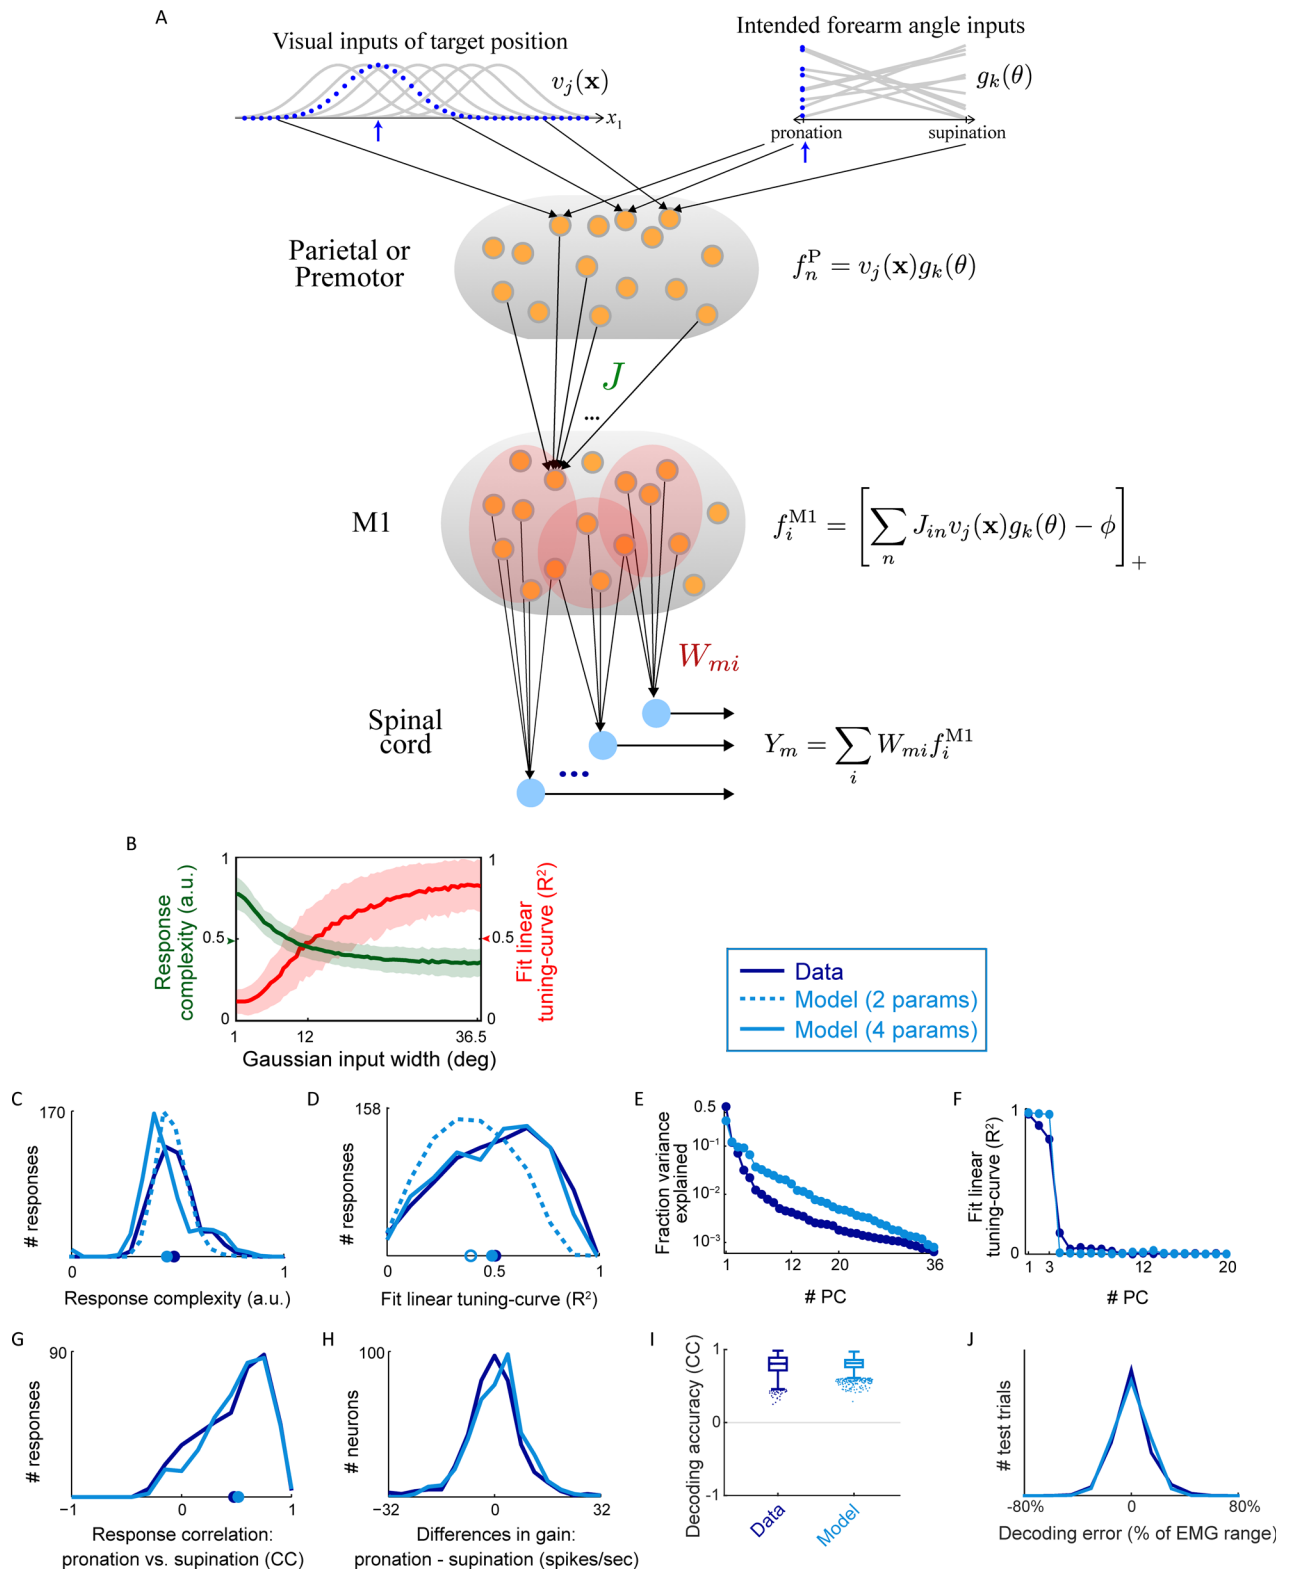 A
Visual inputs of target position
v_j(x)
x_1
Intended forearm angle inputs
g_k(θ)
pronation
supination
Parietal or
Premotor
f_n^P = v_j(x)g_k(θ)
J
...
M1
f_i^M1 = [∑_n J_in v_j(x)g_k(θ) − ϕ]_+
W_mi
Spinal
cord
Y_m = ∑_i W_mi f_i^M1
B
Response
complexity (a.u.)
1
0.5
0
1
0.5
0
Fit linear
tuning-curve (R²)
1
12
36.5
Gaussian input width (deg)
Data
Model (2 params)
Model (4 params)
C
170
# responses
0
1
Response complexity (a.u.)
D
158
# responses
0
0.5
1
Fit linear tuning-curve (R²)
E
Fraction variance
explained
0.5
10⁻¹
10⁻²
10⁻³
1
12
20
36
# PC
F
Fit linear
tuning-curve (R²)
1
0
1
3
12
20
# PC
G
90
# responses
−1
0
1
Response correlation:
pronation vs. supination (CC)
H
100
# neurons
−32
0
32
Differences in gain:
pronation - supination (spikes/sec)
I
Decoding accuracy (CC)
1
0
-1
Data
Model
J
# test trials
-80%
0
80%
Decoding error (% of EMG range)